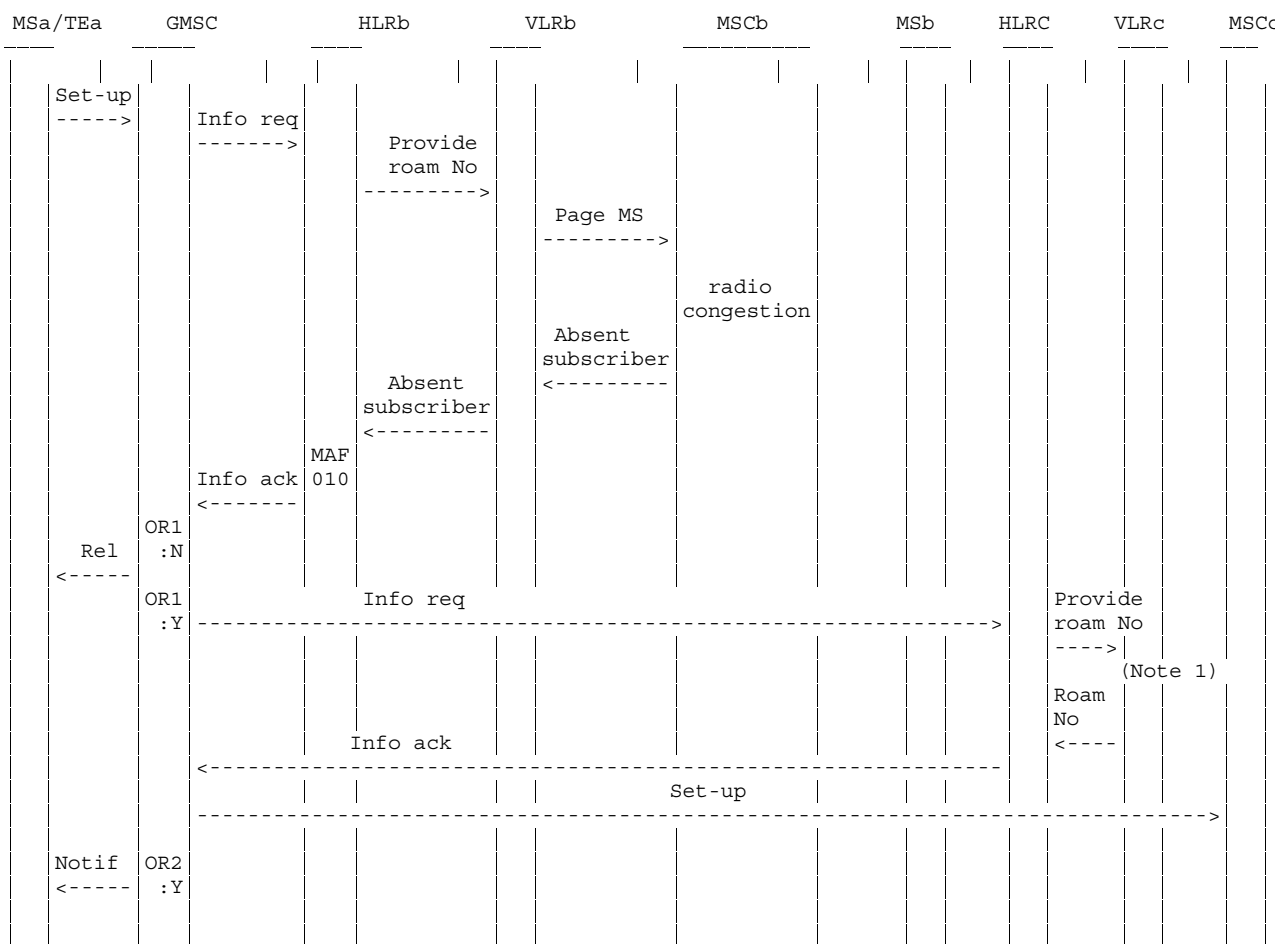 MSa/TEa GMSC HLRb VLRb MSCb MSb HLRC VLRc MSCc
Set-up
-----> Info req
-------> Provide
roam No
--------->
Page MS
--------->
radio
congestion
Absent
subscriber
Absent <---------
subscriber
<---------
MAF
Info ack 010
<-------
OR1
Rel :N
<-----
OR1 Info req Provide
:Y --------------------------------------------------------------> roam No
---->
(Note 1)
Roam
No
Info ack <----
<--------------------------------------------------------------
Set-up
------------------------------------------------------------------------------->
Notif OR2
<----- :Y